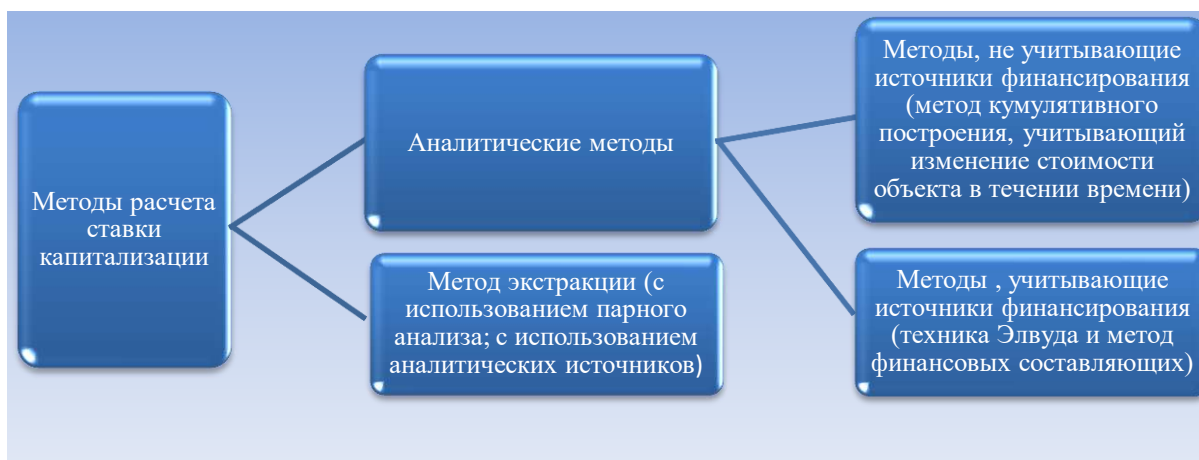 Методы расчета
ставки
капитализации
Аналитические методы
Метод экстракции (с
использованием парного
анализа; с использованием
аналитических источников)
Методы, не учитывающие
источники финансирования
(метод кумулятивного
построения, учитывающий
изменение стоимости
объекта в течении времени)
Методы , учитывающие
источники финансирования
(техника Элвуда и метод
финансовых составляющих)